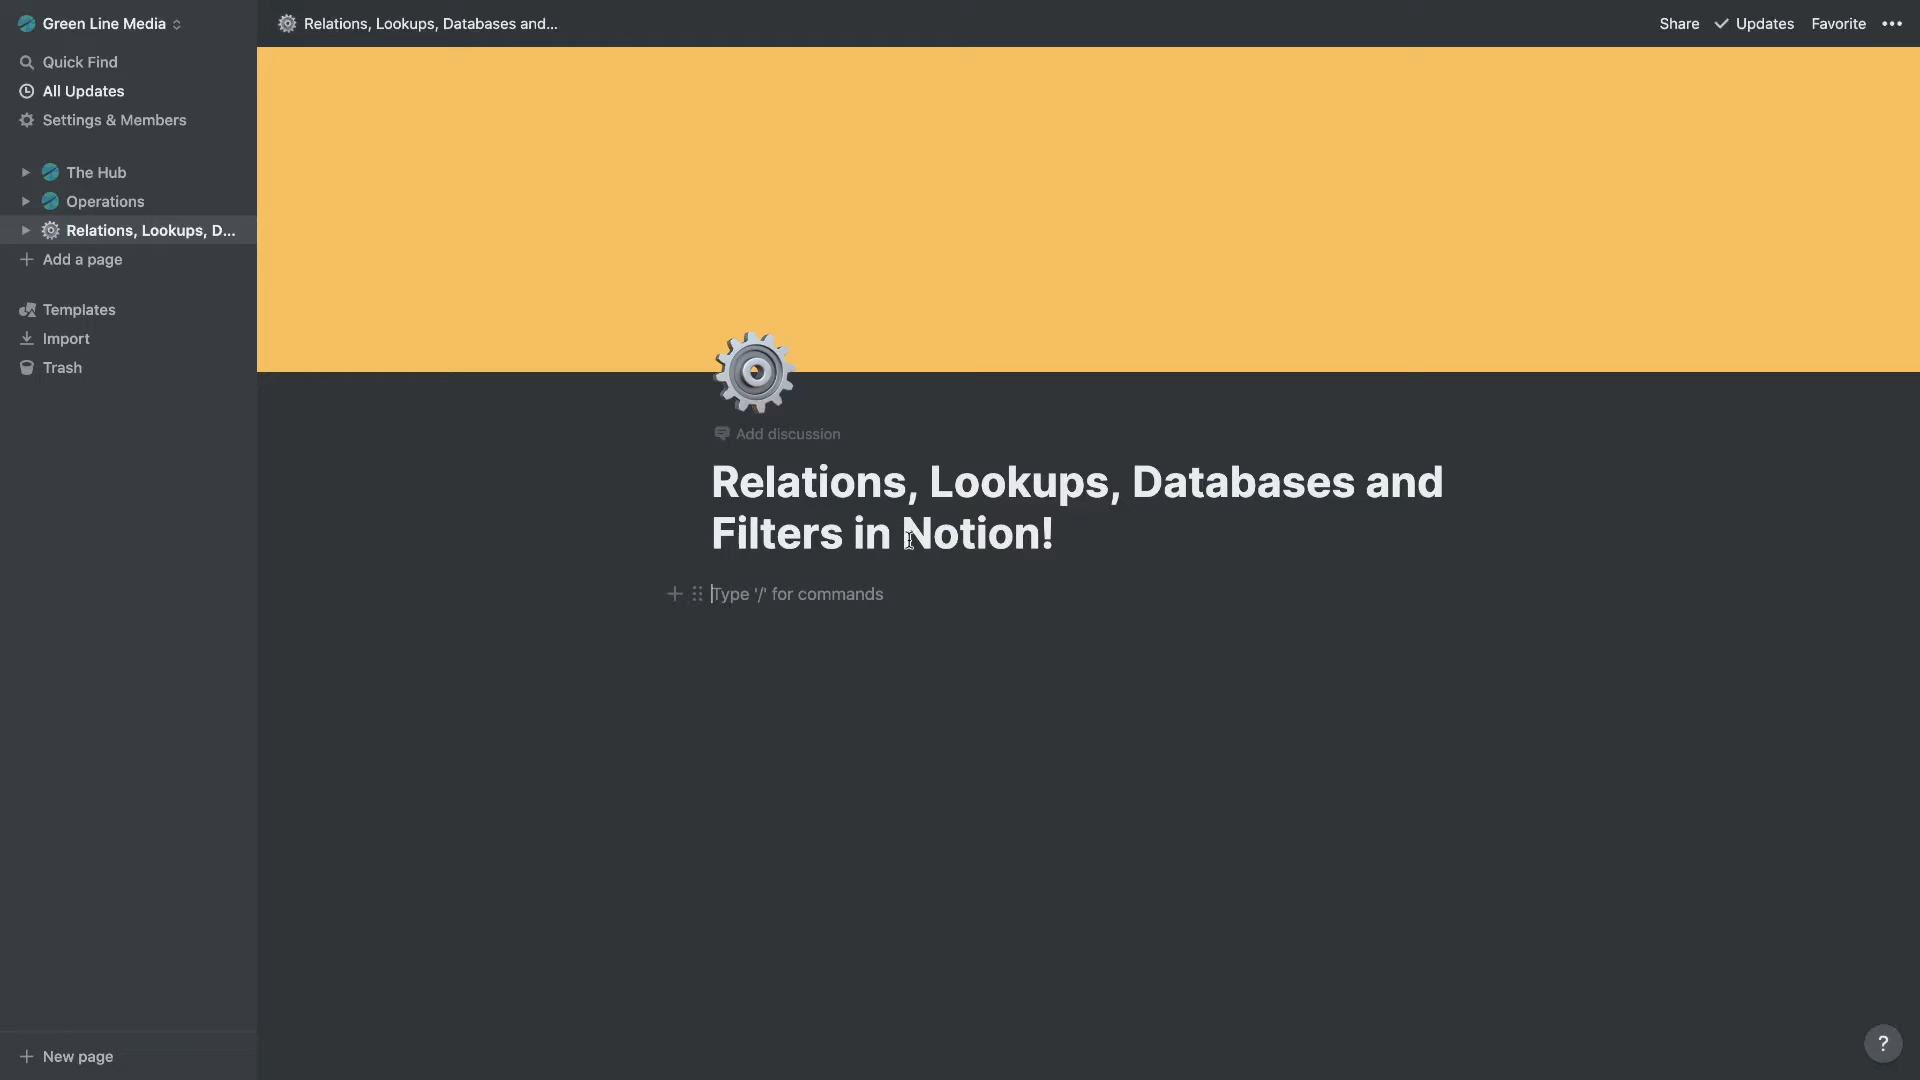 Green Line Media
Quick Find
All Updates
Settings & Members
The Hub
Operations
Relations, Lookups, D...
Add a page
Templates
Import
Trash
New page
Relations, Lookups, Databases and...
Share
Updates
Favorite
Add discussion
Relations, Lookups, Databases and
Filters in Notion!
Type '/' for commands
?